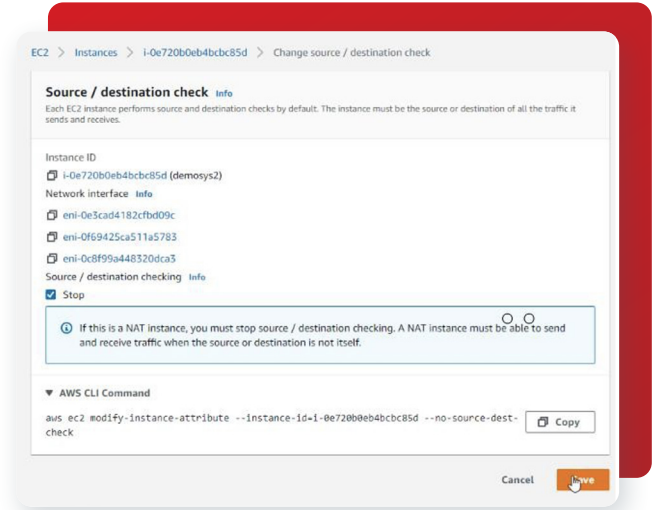 EC2 > Instances > i-0e720b0eb4bcbc85d > Change source / destination check
Source / destination check Info
Each EC2 instance performs source and destination checks by default. The instance must be the source or destination of all the traffic it
sends and receives.
Instance ID
i-0e720b0eb4bcbc85d (demosys2)
Network interface Info
eni-0e3cad4182cfbd09c
eni-0f69425ca511a5783
eni-0c8f99a448320dca3
Source / destination checking Info
Stop
If this is a NAT instance, you must stop source / destination checking. A NAT instance must be able to send
and receive traffic when the source or destination is not itself.
▼ AWS CLI Command
aws ec2 modify-instance-attribute --instance-id=i-0e720b0eb4bcbc85d --no-source-dest-
check
Copy
Cancel